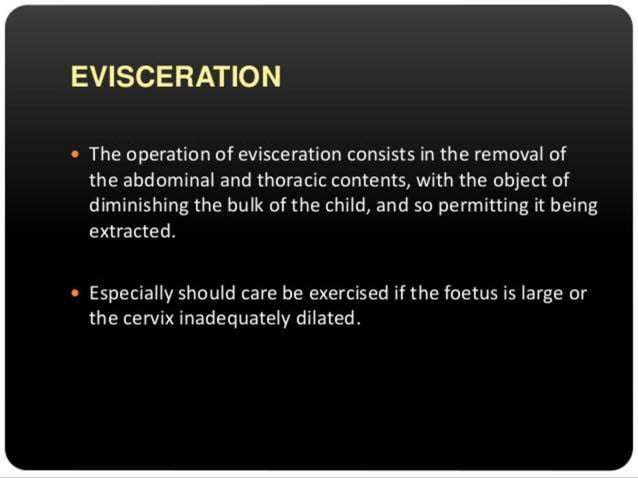 EVISCERATION
• The operation of evisceration consists in the removal of
the abdominal and thoracic contents, with the object of
diminishing the bulk of the child, and so permitting it being
extracted.
• Especially should care be exercised if the foetus is large or
the cervix inadequately dilated.